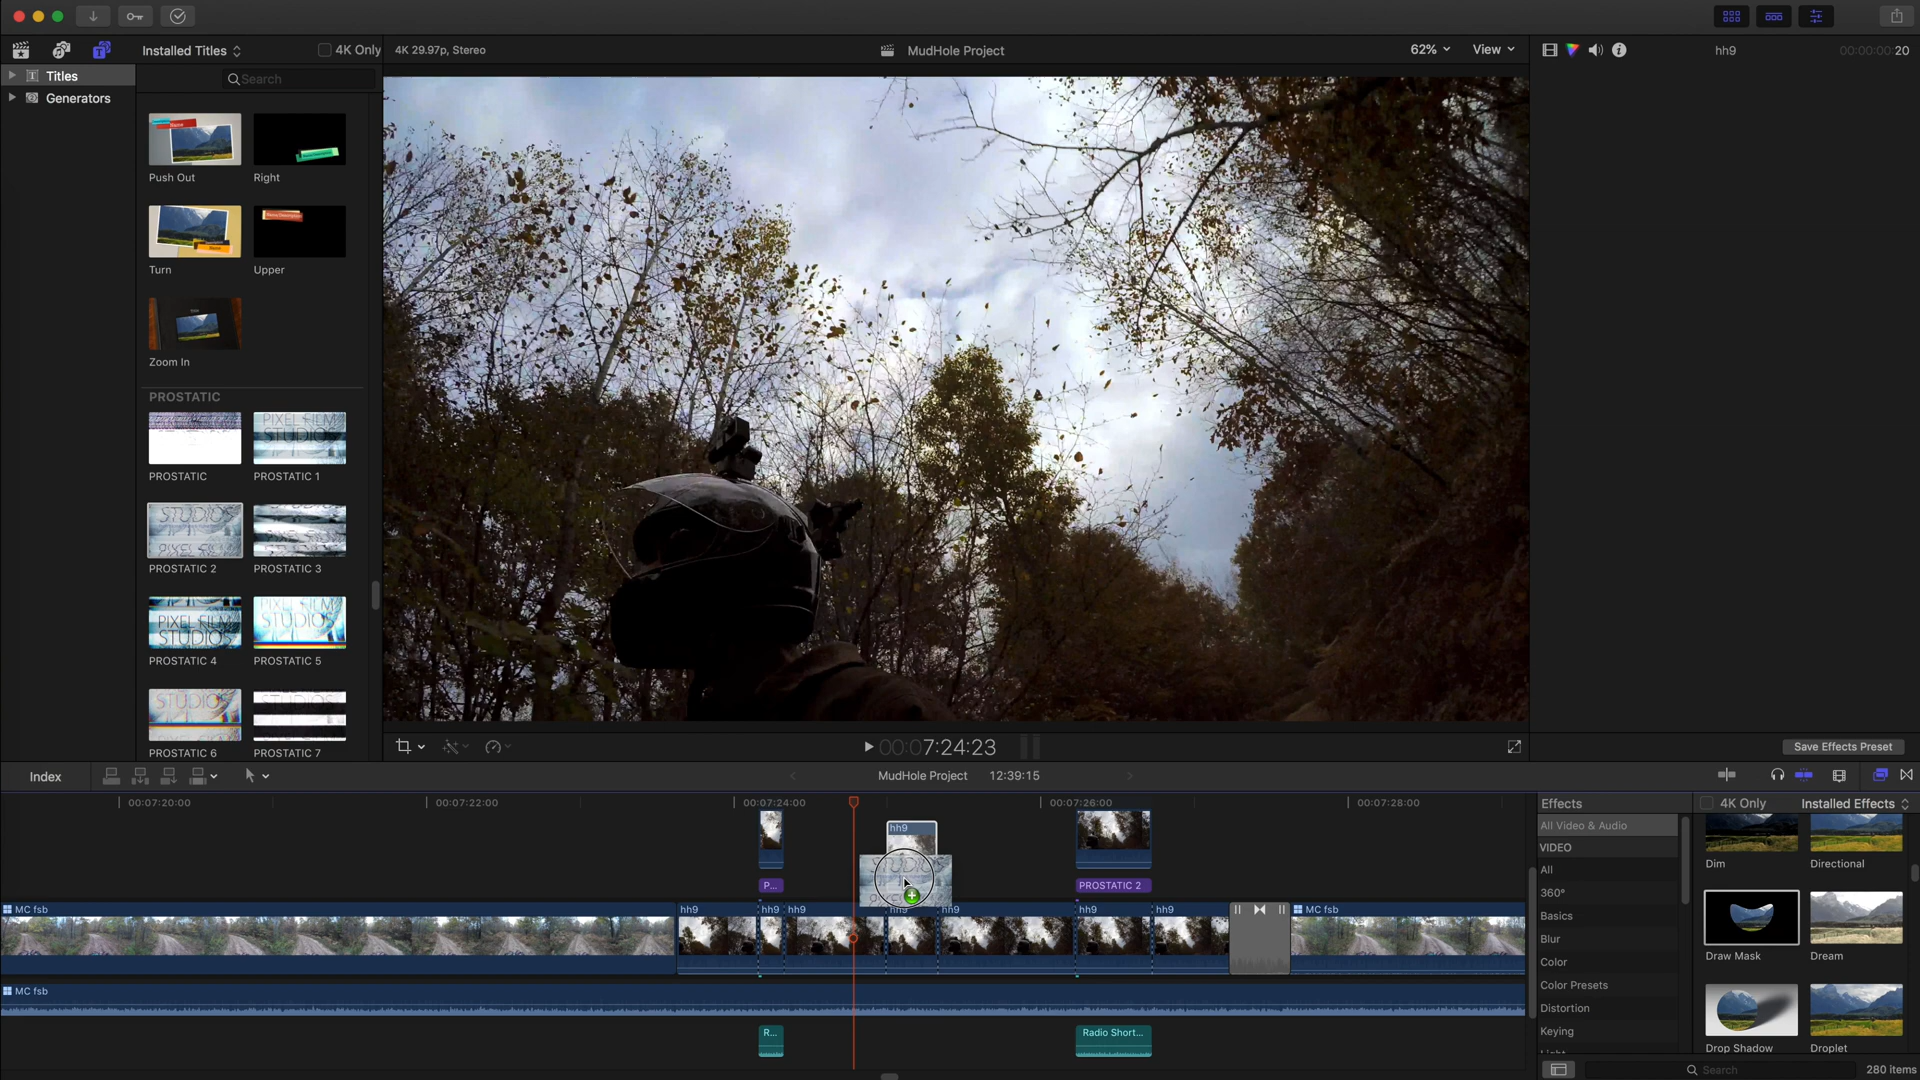 Installed Titles
4K Only
4K 29.97p, Stereo
MudHole Project
62%
View
hh9
00:00:00:20
Titles
Generators
Search
Push Out
Right
Turn
Upper
Zoom In
PROSTATIC
PROSTATIC
PROSTATIC 1
PIXEL FILM
STUDIOS
PROSTATIC 2
PROSTATIC 3
STUDIOS
PIXEL FILM
PROSTATIC 4
PROSTATIC 5
PIXEL FILM
STUDIOS
PIXEL FILM
STUDIOS
PROSTATIC 6
PROSTATIC 7
STUDIOS
00:00:07:24:23
Save Effects Preset
Index
MudHole Project
12:39:15
00:07:20:00
00:07:22:00
00:07:24:00
00:07:26:00
00:07:28:00
hh9
STUDIOS
P...
PROSTATIC 2
MC fsb
hh9
hh9
hh9
hh9
hh9
hh9
hh9
MC fsb
MC fsb
R...
Radio Short...
Effects
4K Only
Installed Effects
All Video & Audio
VIDEO
All
360°
Basics
Blur
Color
Color Presets
Distortion
Keying
Dim
Directional
Draw Mask
Dream
Drop Shadow
Droplet
Search
280 items